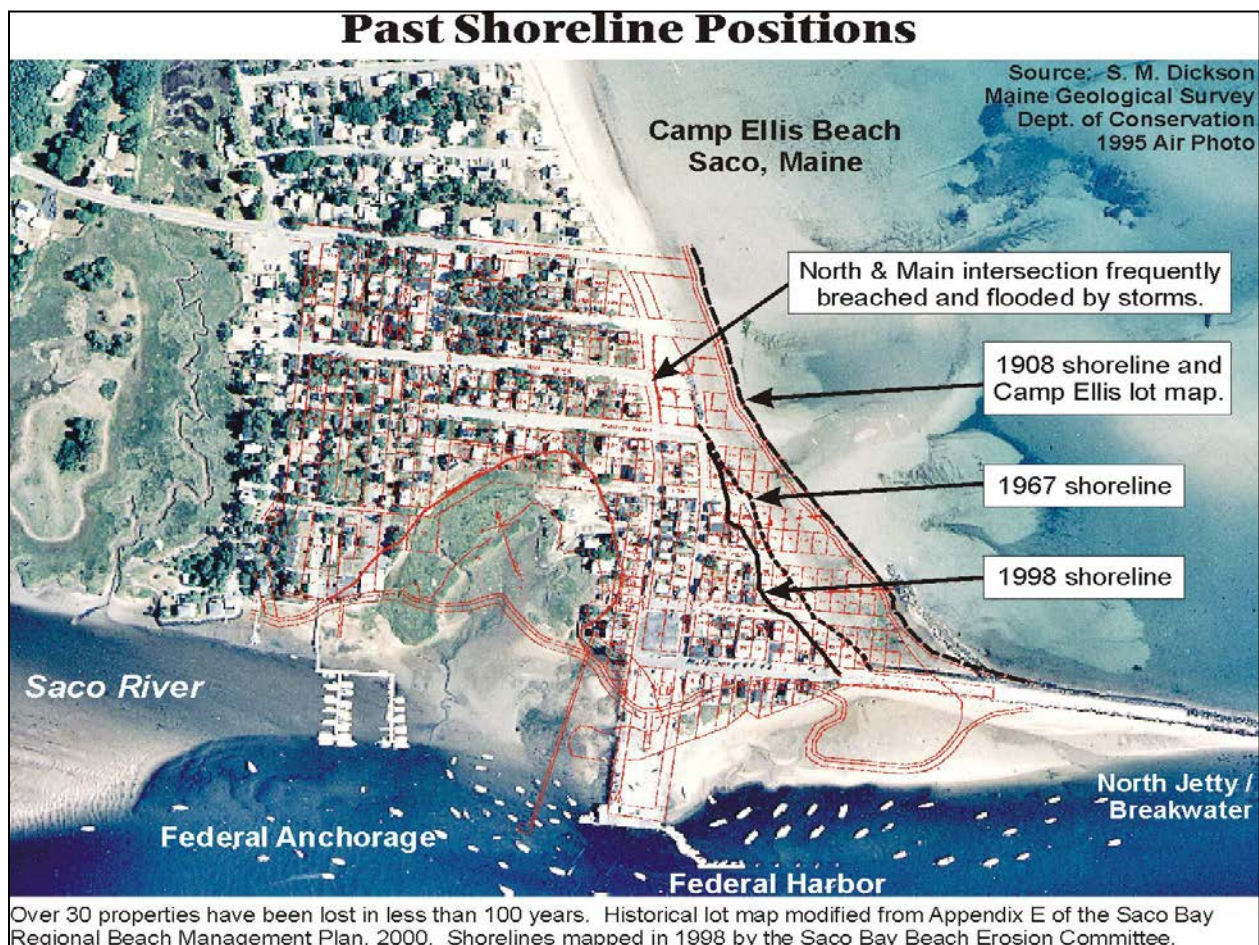 Past Shoreline Positions
Source: S. M. Dickson
Maine Geological Survey
Dept. of Conservation
1995 Air Photo
Camp Ellis Beach
Saco, Maine
North & Main intersection frequently
breached and flooded by storms.
1908 shoreline and
Camp Ellis lot map.
1967 shoreline
1998 shoreline
Saco River
North Jetty /
Breakwater
Federal Anchorage
Federal Harbor
Over 30 properties have been lost in less than 100 years. Historical lot map modified from Appendix E of the Saco Bay
Regional Beach Management Plan, 2000. Shorelines mapped in 1998 by the Saco Bay Beach Erosion Committee.